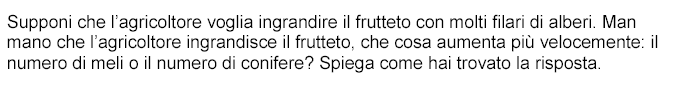 Supponi che l'agricoltore voglia ingrandire il frutteto con molti filari di alberi. Man
mano che l'agricoltore ingrandisce il frutteto, che cosa aumenta più velocemente: il
numero di meli o il numero di conifere? Spiega come hai trovato la risposta.